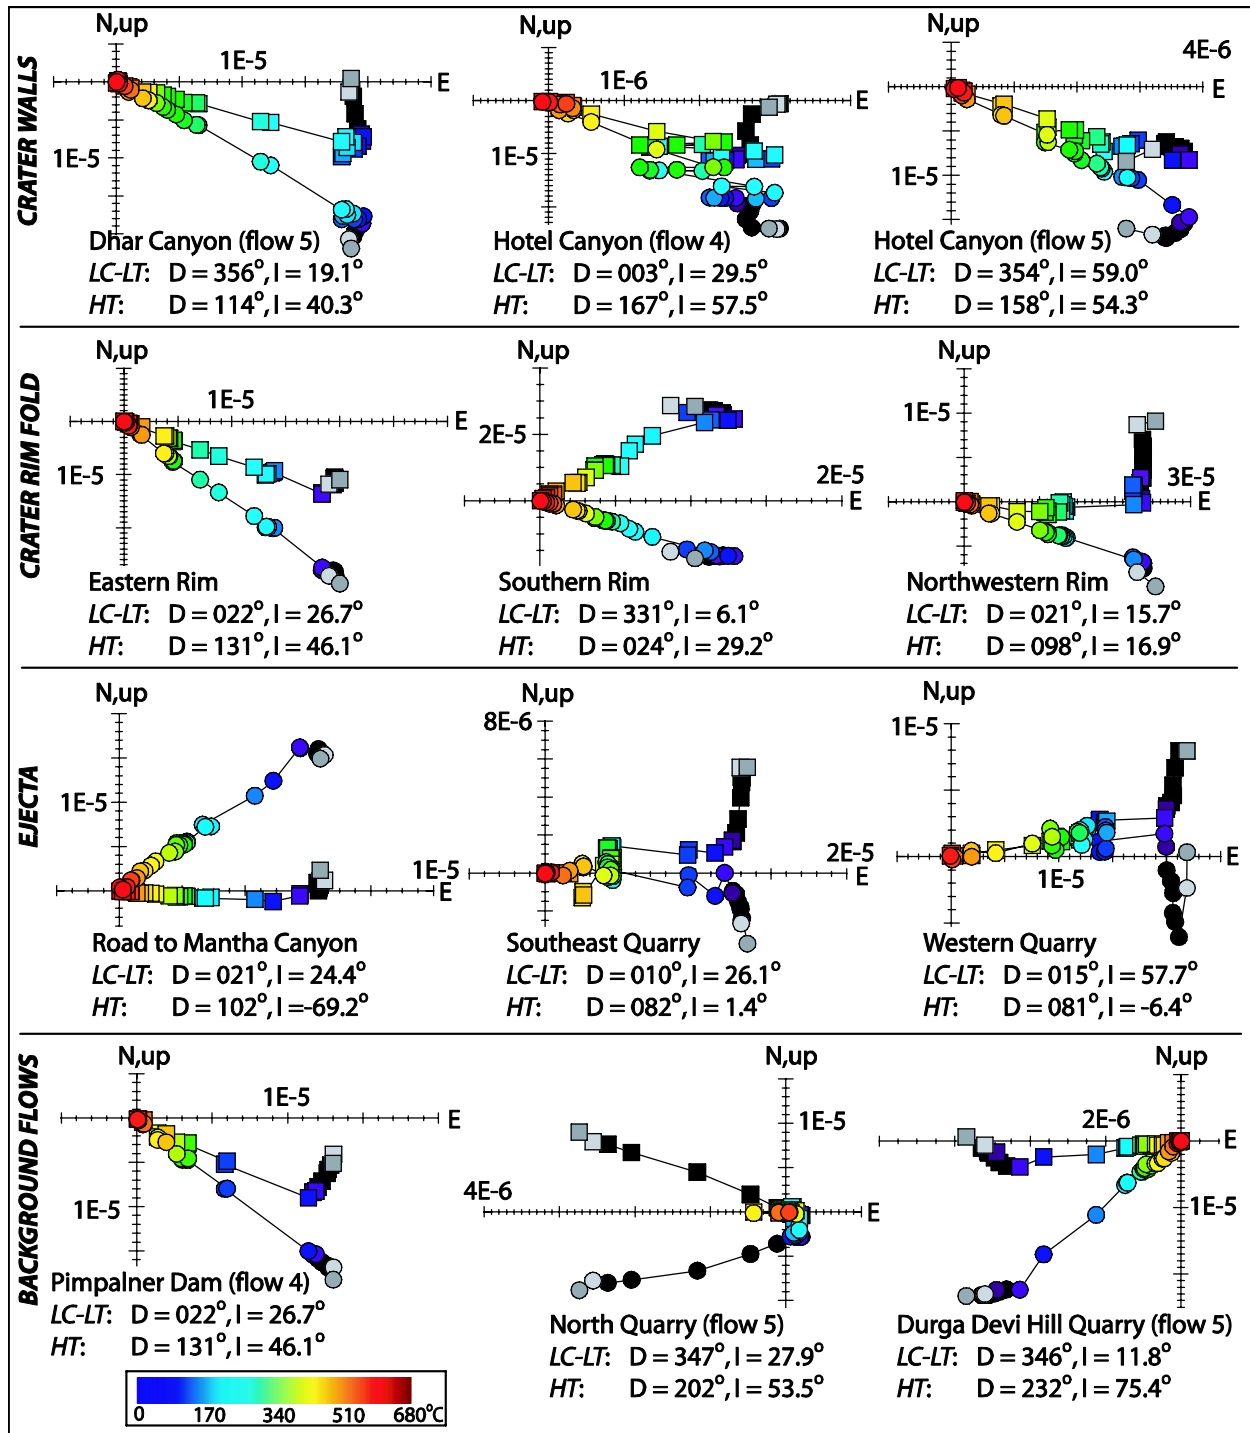 CRATER WALLS
N,up
1E-5
E
1E-5
Dhar Canyon (flow 5)
LC-LT: D = 356°, I = 19.1°
HT: D = 114°, I = 40.3°
N,up
1E-6
E
1E-5
Hotel Canyon (flow 4)
LC-LT: D = 003°, I = 29.5°
HT: D = 167°, I = 57.5°
N,up
4E-6
E
1E-5
Hotel Canyon (flow 5)
LC-LT: D = 354°, I = 59.0°
HT: D = 158°, I = 54.3°
CRATER RIM FOLD
N,up
1E-5
E
1E-5
Eastern Rim
LC-LT: D = 022°, I = 26.7°
HT: D = 131°, I = 46.1°
N,up
2E-5
2E-5
E
Southern Rim
LC-LT: D = 331°, I = 6.1°
HT: D = 024°, I = 29.2°
N,up
1E-5
3E-5
E
Northwestern Rim
LC-LT: D = 021°, I = 15.7°
HT: D = 098°, I = 16.9°
EJECTA
N,up
1E-5
1E-5
E
Road to Mantha Canyon
LC-LT: D = 021°, I = 24.4°
HT: D = 102°, I =-69.2°
N,up
8E-6
2E-5
E
Southeast Quarry
LC-LT: D = 010°, I = 26.1°
HT: D = 082°, I = 1.4°
N,up
1E-5
E
1E-5
Western Quarry
LC-LT: D = 015°, I = 57.7°
HT: D = 081°, I = -6.4°
BACKGROUND FLOWS
N,up
1E-5
E
1E-5
Pimpalner Dam (flow 4)
LC-LT: D = 022°, I = 26.7°
HT: D = 131°, I = 46.1°
N,up
1E-5
4E-6
E
North Quarry (flow 5)
LC-LT: D = 347°, I = 27.9°
HT: D = 202°, I = 53.5°
N,up
2E-6
E
1E-5
Durga Devi Hill Quarry (flow 5)
LC-LT: D = 346°, I = 11.8°
HT: D = 232°, I = 75.4°
0 170 340 510 680°C